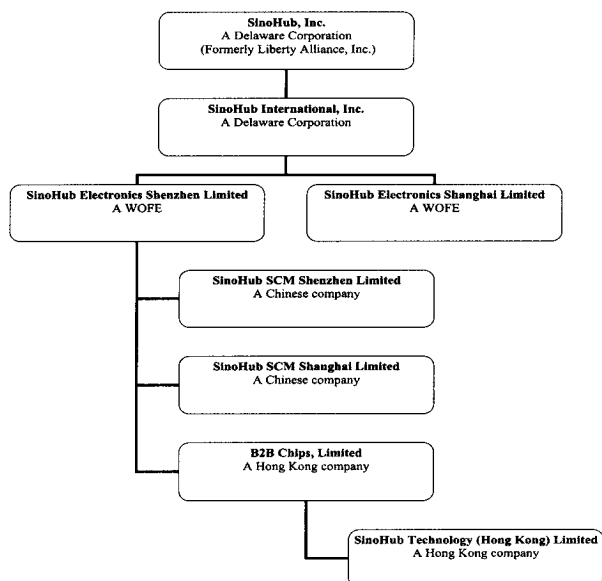 SinoHub, Inc.
A Delaware Corporation
(Formerly Liberty Alliance, Inc.)
SinoHub International, Inc.
A Delaware Corporation
SinoHub Electronics Shenzhen Limited
A WOFE
SinoHub Electronics Shanghai Limited
A WOFE
SinoHub SCM Shenzhen Limited
A Chinese company
SinoHub SCM Shanghai Limited
A Chinese company
B2B Chips, Limited
A Hong Kong company
SinoHub Technology (Hong Kong) Limited
A Hong Kong company